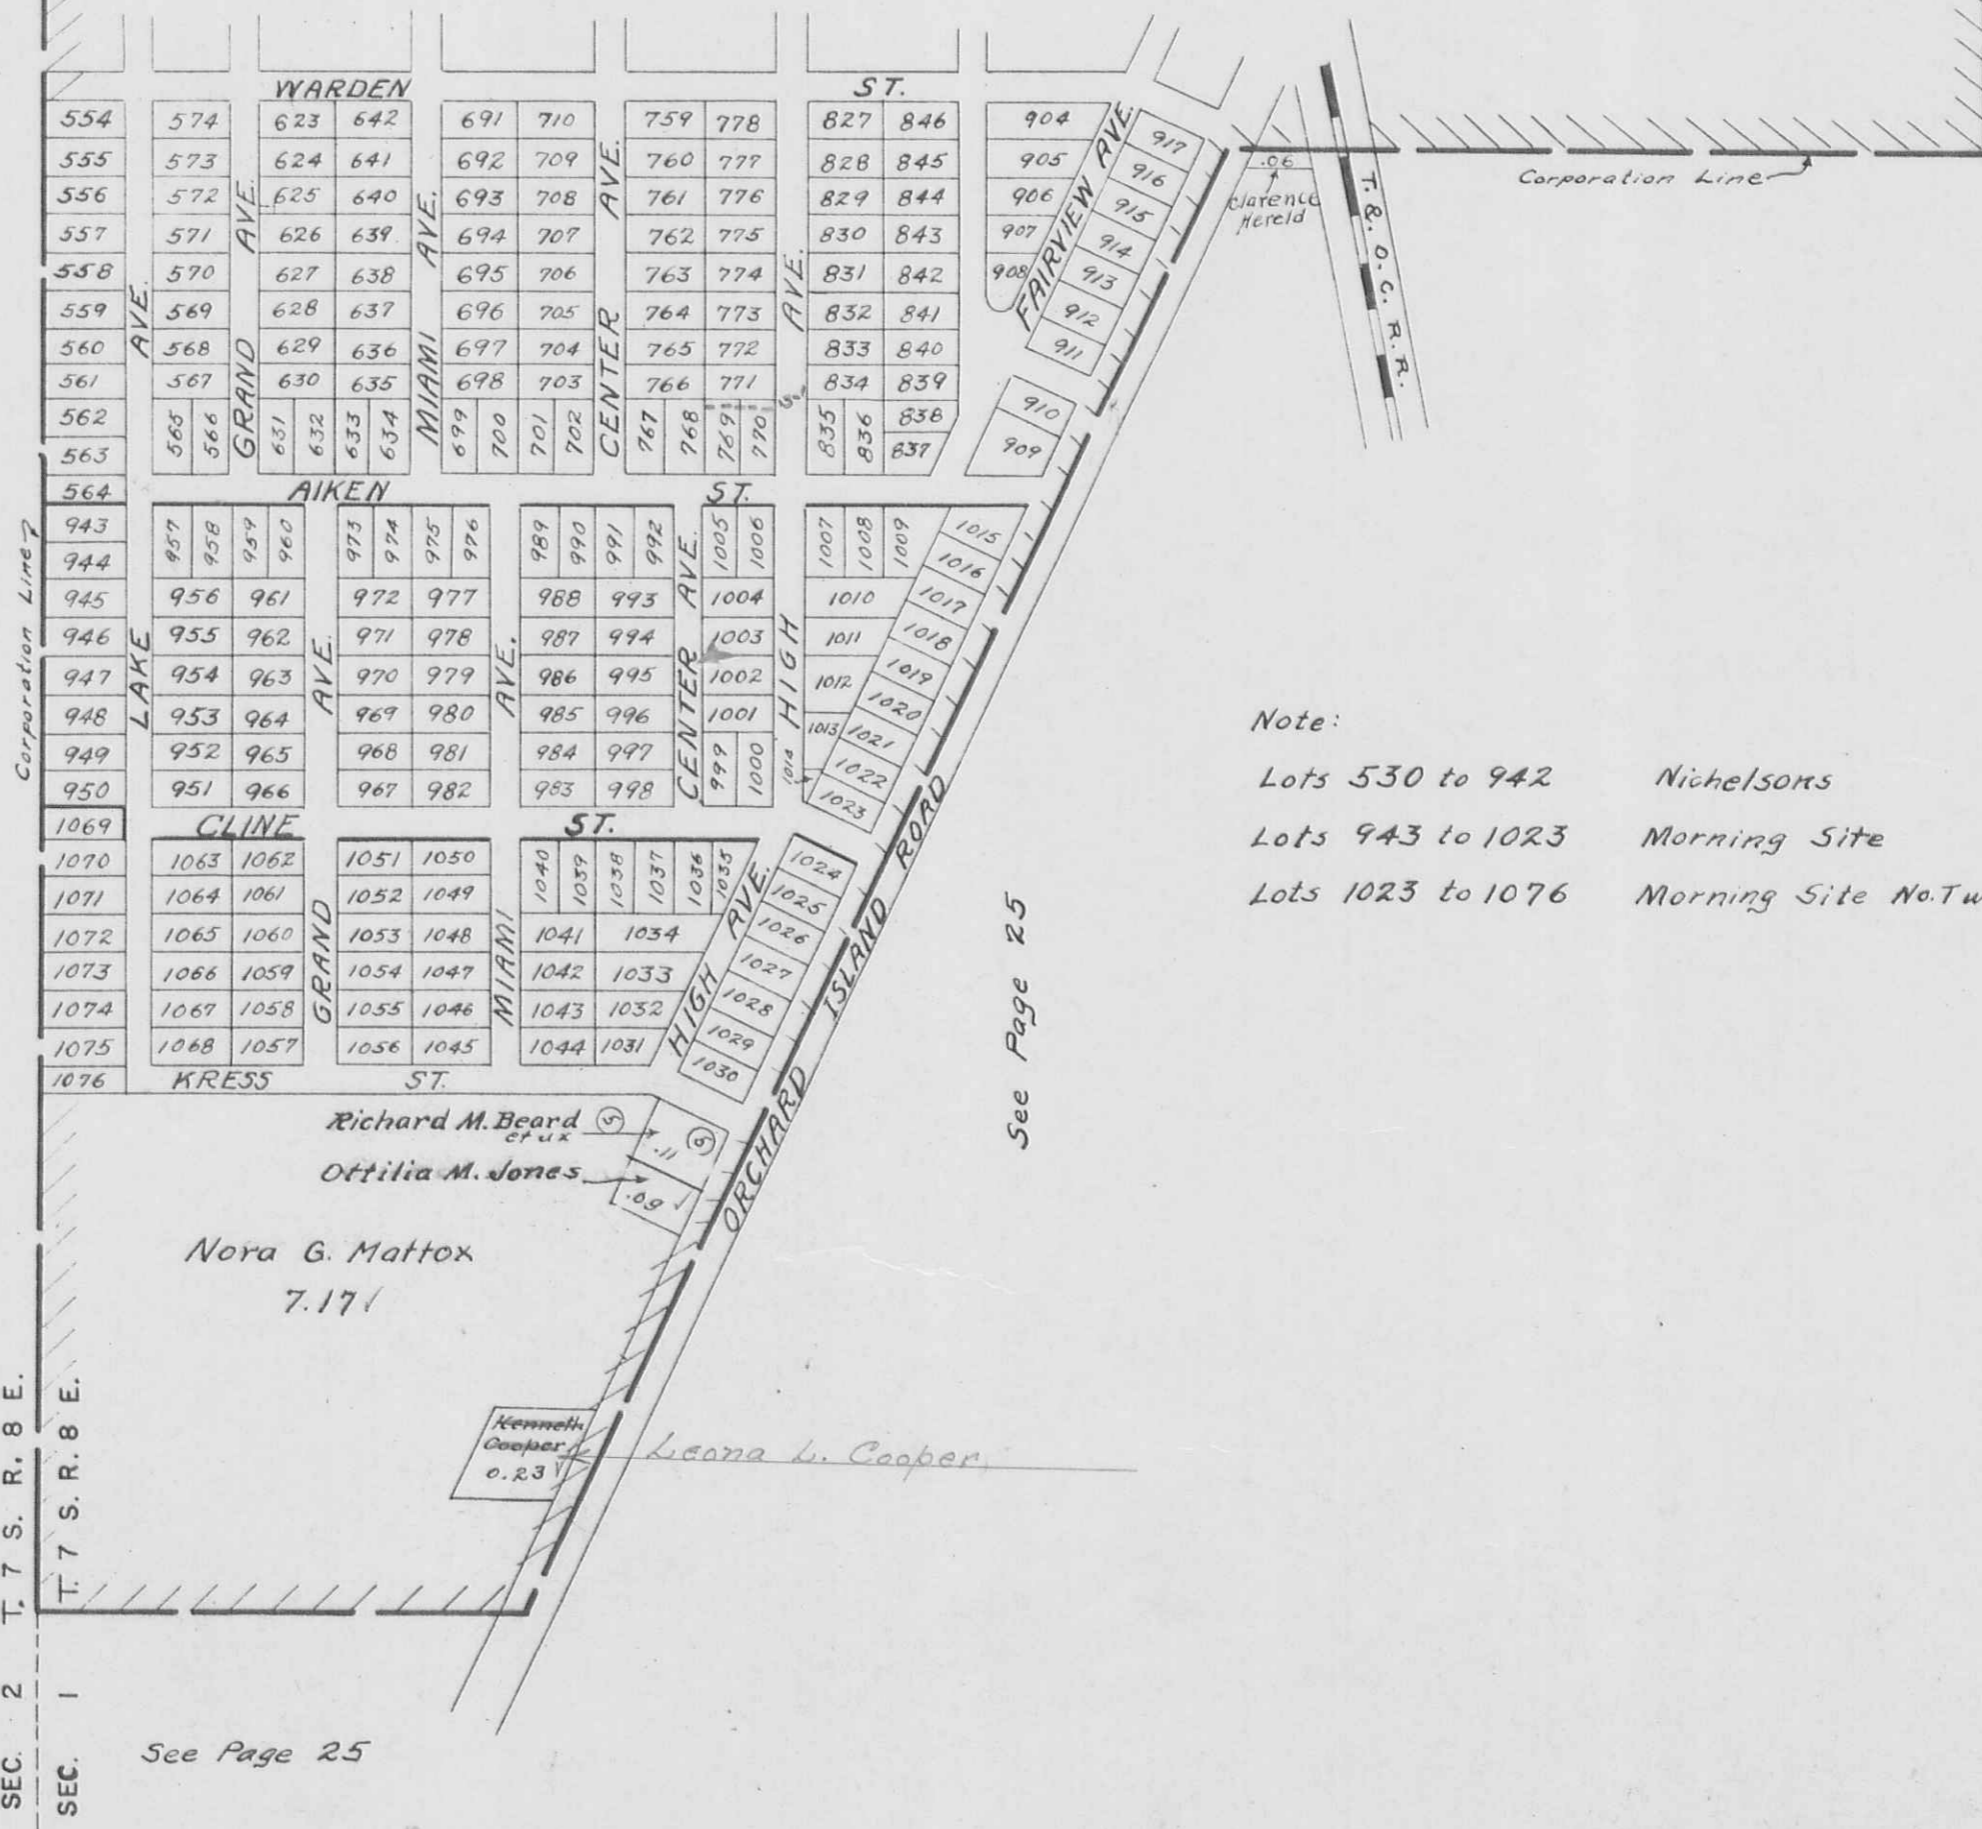 WARDEN ST.
554 574 623 642 691 710 759 778 827 846 904 917
555 573 624 641 692 709 760 777 828 845 905 916
556 572 625 640 693 708 761 776 829 844 906 915
557 571 626 639 694 707 762 775 830 843 907 914
558 570 627 638 695 706 763 774 831 842 908 913
559 569 628 637 696 705 764 773 832 841 912
560 568 629 636 697 704 765 772 833 840 911
561 567 630 635 698 703 766 771 834 839
562 565 566 631 632 633 634 699 700 701 702 767 768 769 770 835 836 838 910
563 837 909
564
LAKE AVE.
GRAND AVE.
MIAMI AVE.
CENTER AVE.
HIGH AVE.
FAIRVIEW AVE.
.06
Clarence
Hereld
T. & O. C. R. R.
Corporation Line
Corporation Line
AIKEN ST.
943 957 958 959 960 973 974 975 976 989 990 991 992 1005 1006 1007 1008 1009 1015
944 1016
945 956 961 972 977 988 993 1004 1010 1017
946 955 962 971 978 987 994 1003 1011 1018
947 954 963 970 979 986 995 1002 1012 1019
948 953 964 969 980 985 996 1001 1013 1020
949 952 965 968 981 984 997 999 1000 1014 1021
950 951 966 967 982 983 998 1022
1023
GRAND AVE.
MIAMI AVE.
CENTER AVE.
CLINE ST.
1069
1070 1063 1062 1051 1050 1040 1039 1038 1037 1036 1035 1024
1071 1064 1061 1052 1049 1025
1072 1065 1060 1053 1048 1041 1034 1026
1073 1066 1059 1054 1047 1042 1033 1027
1074 1067 1058 1055 1046 1043 1032 1028
1075 1068 1057 1056 1045 1044 1031 1029
1076 1030
HIGH AVE.
KRESS ST.
ORCHARD ISLAND ROAD
Richard M. Beard (5)
et ux
.11 (5)
Ottilia M. Jones
.09
Nora G. Mattox
7.17
Kenneth
Cooper
0.23
Leona L. Cooper
See Page 25
Note:
Lots 530 to 942 Nichelsons
Lots 943 to 1023 Morning Site
Lots 1023 to 1076 Morning Site No. Tw
SEC. 2 T. 7 S. R. 8 E.
SEC. 1 T. 7 S. R. 8 E.
See Page 25